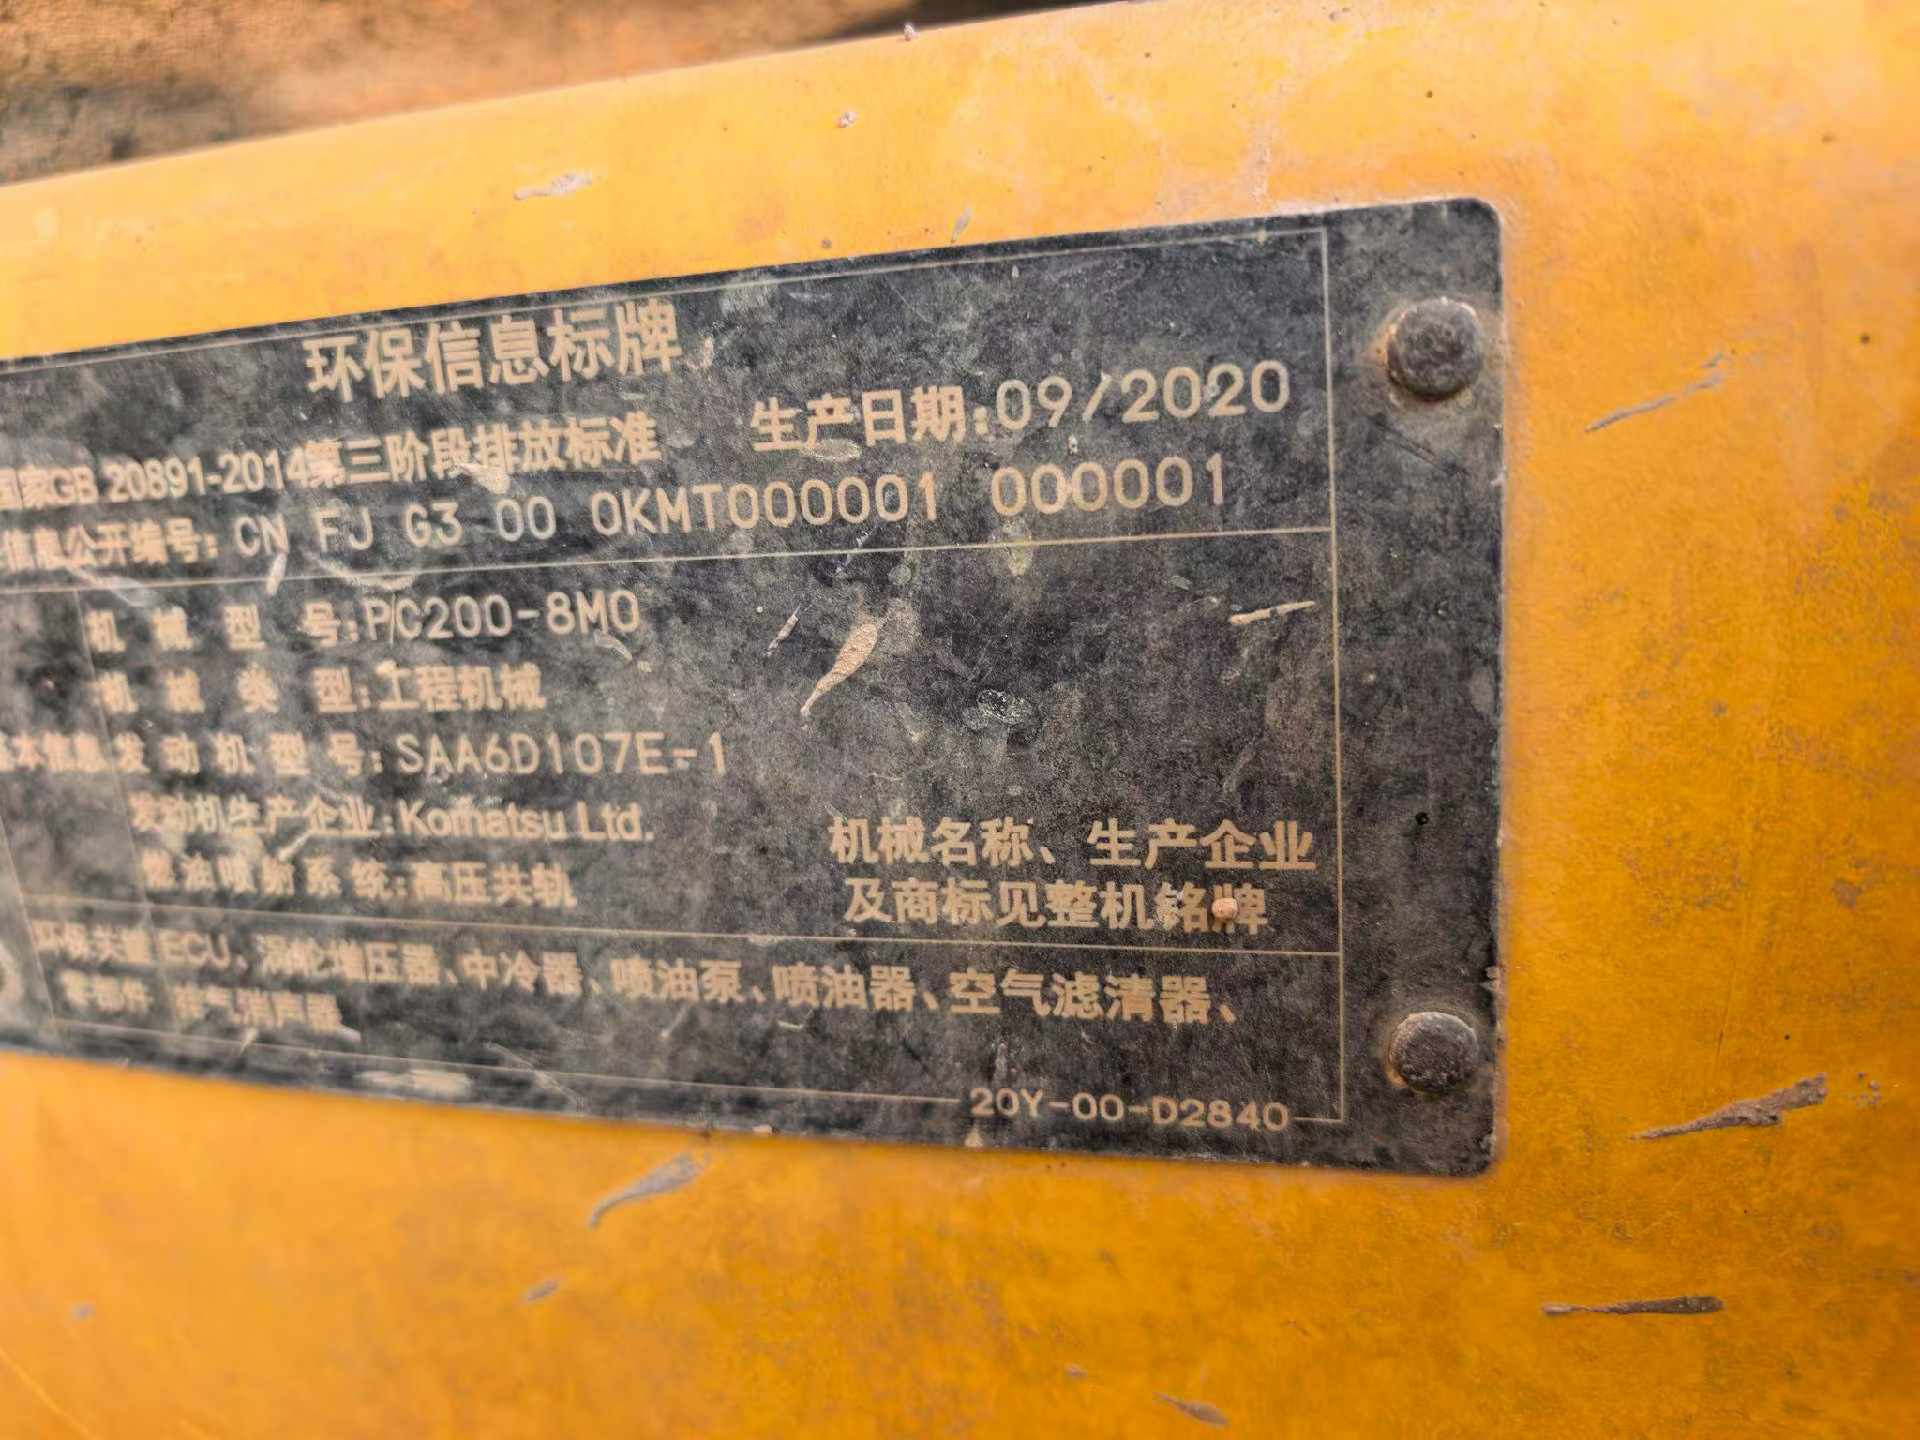 环保信息标牌
国家GB 20891-2014第三阶段排放标准 生产日期:09/2020
信息公开编号: CN FJ G3 00 0KMT000001 000001
机械型号:PC200-8M0
机械类型:工程机械
基本信息 发动机型号:SAA6D107E-1
发动机生产企业:Komatsu Ltd.
燃油喷射系统:高压共轨
机械名称、生产企业
及商标见整机铭牌
环保关键 ECU、涡轮增压器、中冷器、喷油泵、喷油器、空气滤清器、
零部件 排气消声器
20Y-00-D2840